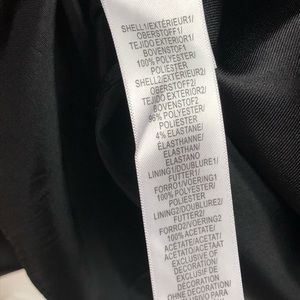 SHELL1/EXTÉRIEUR1/
OBERSTOFF1/
TEJIDO EXTERIOR1/
BOVENSTOF1
100% POLYESTER/
POLIESTER
SHELL2/EXTÉRIEUR2/
OBERSTOFF2/
TEJIDO EXTERIOR2/
BOVENSTOF2
96% POLYESTER/
POLIESTER
4% ELASTANE/
ÉLASTHANNE/
ELASTHAN/
ELASTANO
LINING1/DOUBLURE1/
FUTTER1/
FORRO1/VOERING1
100% POLYESTER/
POLIESTER
LINING2/DOUBLURE2/
FUTTER2/
FORRO2/VOERING2
100% ACETATE/
ACÉTATE/ACETAT/
ACETATO/ACETAAT
EXCLUSIVE OF
DECORATION/
EXCLUSIF DE
DÉCORATION/
OHNE DEKORATION/
PARA